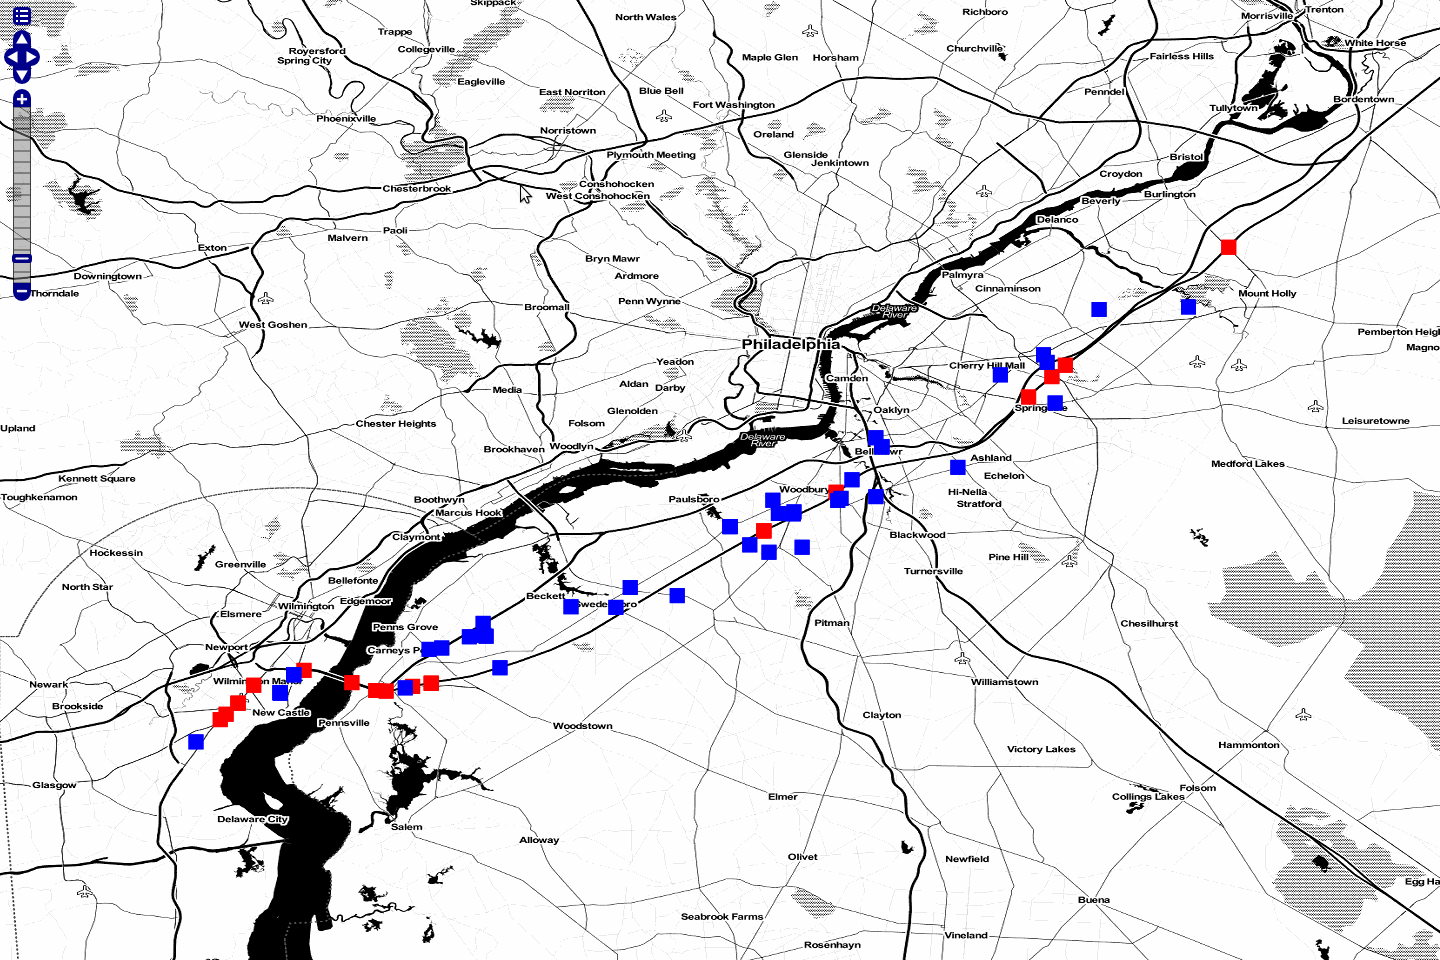 Skippack
North Wales
Richboro
Trenton
Morrisville
Trappe
Collegeville
White Horse
Royersford
Spring City
Churchville
Maple Glen
Horsham
Fairless Hills
Eagleville
East Norriton
Blue Bell
Penndel
Bordentown
Fort Washington
Tullytown
Phoenixville
Norristown
Oreland
Plymouth Meeting
Glenside
Jenkintown
Bristol
Croydon
Chesterbrook
Conshohocken
West Conshohocken
Burlington
Beverly
Delanco
Malvern
Paoli
Exton
Bryn Mawr
Downingtown
Ardmore
Palmyra
Cinnaminson
Thorndale
Mount Holly
Penn Wynne
Broomall
Delaware
River
West Goshen
Pemberton Heig
Philadelphia
Magno
Yeadon
Cherry Hill Mall
Camden
Aldan
Darby
Media
Glenolden
Oaklyn
Spring
Chester Heights
Folsom
Leisuretowne
Upland
Delaware
River
Brookhaven
Woodlyn
Bel
wr
Ashland
Medford Lakes
Echelon
Kennett Square
Woodbury
Hi-Nella
Toughkenamon
Boothwyn
Paulsboro
Stratford
Marcus Hook
Claymont
Blackwood
Hockessin
Pine Hill
Greenville
Turnersville
Bellefonte
North Star
Beckett
Edgemoor
Wilmington
Swede
ro
Elsmere
Penns Grove
Pitman
Chesilhurst
Newport
Carneys P
Wilmington Manor
Williamstown
Newark
Brookside
New Castle
Pennsville
Clayton
Woodstown
Hammonton
Victory Lakes
Glasgow
Folsom
Elmer
Collings Lakes
Delaware City
Salem
Alloway
Olivet
Newfield
Egg Ha
Buena
Seabrook Farms
Vineland
Rosenhayn